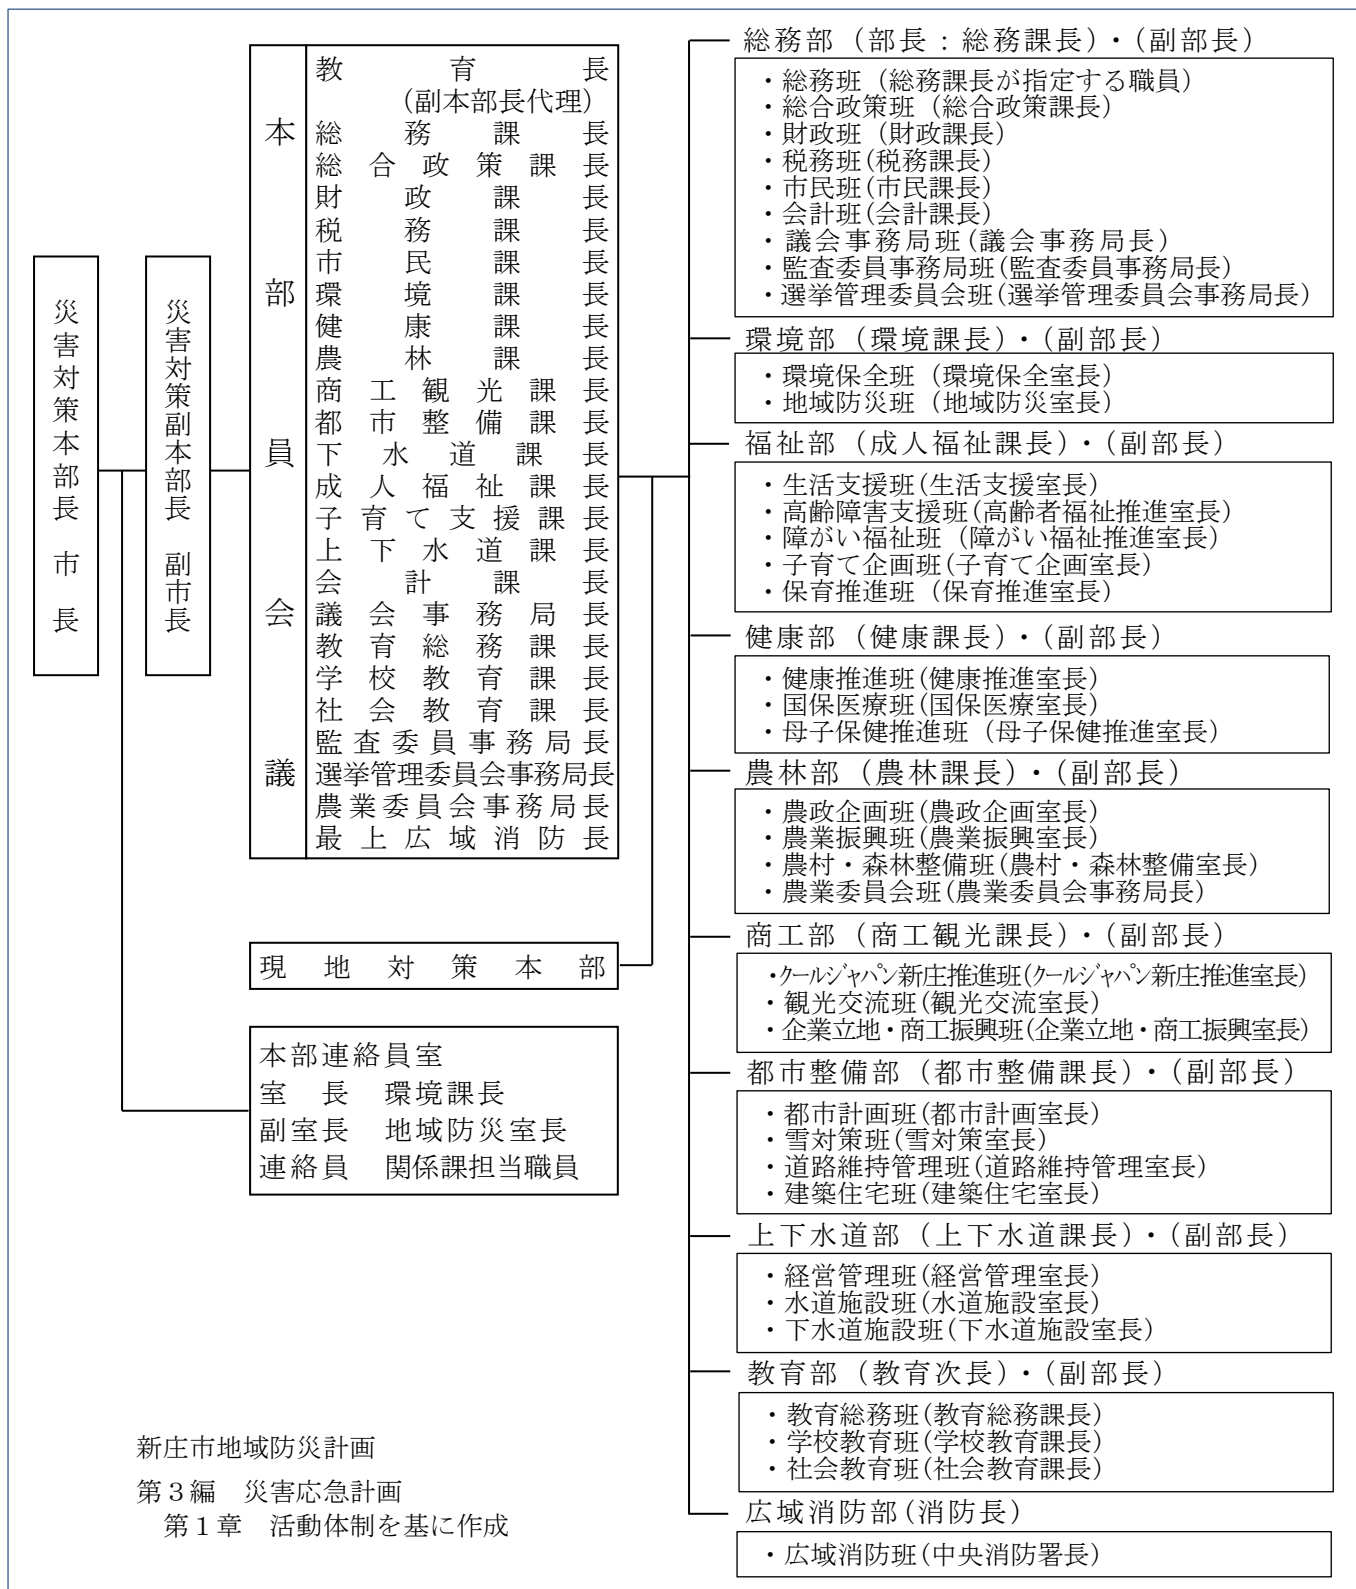 災害対策本部長 市長
災害対策副本部長 副市長
本部員会議
教育長
(副本部長代理)
総務課長
総合政策課長
財政課長
税務課長
市民課長
環境課長
健康課長
農林課長
商工観光課長
都市整備課長
下水道課長
成人福祉課長
子育て支援課長
上下水道課長
会計課長
議会事務局長
教育総務課長
学校教育課長
社会教育課長
監査委員事務局長
選挙管理委員会事務局長
農業委員会事務局長
最上広域消防長
現地対策本部
本部連絡員室
室長 環境課長
副室長 地域防災室長
連絡員 関係課担当職員
総務部(部長:総務課長)・(副部長)
・総務班(総務課長が指定する職員)
・総合政策班(総合政策課長)
・財政班(財政課長)
・税務班(税務課長)
・市民班(市民課長)
・会計班(会計課長)
・議会事務局班(議会事務局長)
・監査委員事務局班(監査委員事務局長)
・選挙管理委員会班(選挙管理委員会事務局長)
環境部(環境課長)・(副部長)
・環境保全班(環境保全室長)
・地域防災班(地域防災室長)
福祉部(成人福祉課長)・(副部長)
・生活支援班(生活支援室長)
・高齢障害支援班(高齢者福祉推進室長)
・障がい福祉班(障がい福祉推進室長)
・子育て企画班(子育て企画室長)
・保育推進班(保育推進室長)
健康部(健康課長)・(副部長)
・健康推進班(健康推進室長)
・国保医療班(国保医療室長)
・母子保健推進班(母子保健推進室長)
農林部(農林課長)・(副部長)
・農政企画班(農政企画室長)
・農業振興班(農業振興室長)
・農村・森林整備班(農村・森林整備室長)
・農業委員会班(農業委員会事務局長)
商工部(商工観光課長)・(副部長)
・クールジャパン新庄推進班(クールジャパン新庄推進室長)
・観光交流班(観光交流室長)
・企業立地・商工振興班(企業立地・商工振興室長)
都市整備部(都市整備課長)・(副部長)
・都市計画班(都市計画室長)
・雪対策班(雪対策室長)
・道路維持管理班(道路維持管理室長)
・建築住宅班(建築住宅室長)
上下水道部(上下水道課長)・(副部長)
・経営管理班(経営管理室長)
・水道施設班(水道施設室長)
・下水道施設班(下水道施設室長)
教育部(教育次長)・(副部長)
・教育総務班(教育総務課長)
・学校教育班(学校教育課長)
・社会教育班(社会教育課長)
広域消防部(消防長)
・広域消防班(中央消防署長)
新庄市地域防災計画
第3編 災害応急計画
第1章 活動体制を基に作成